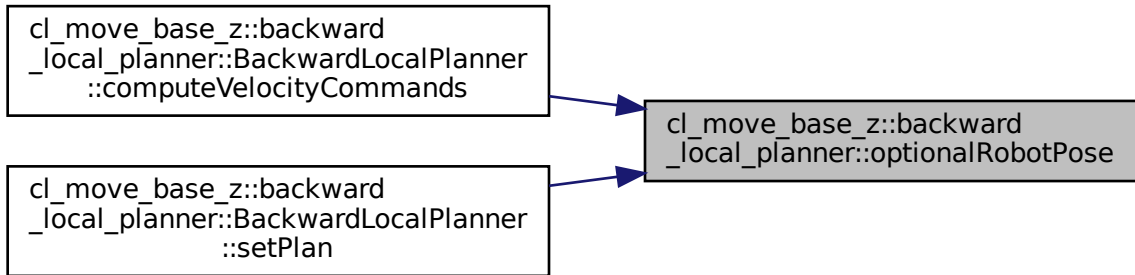 cl_move_base_z::backward
_local_planner::BackwardLocalPlanner
::computeVelocityCommands
cl_move_base_z::backward
_local_planner::optionalRobotPose
cl_move_base_z::backward
_local_planner::BackwardLocalPlanner
::setPlan